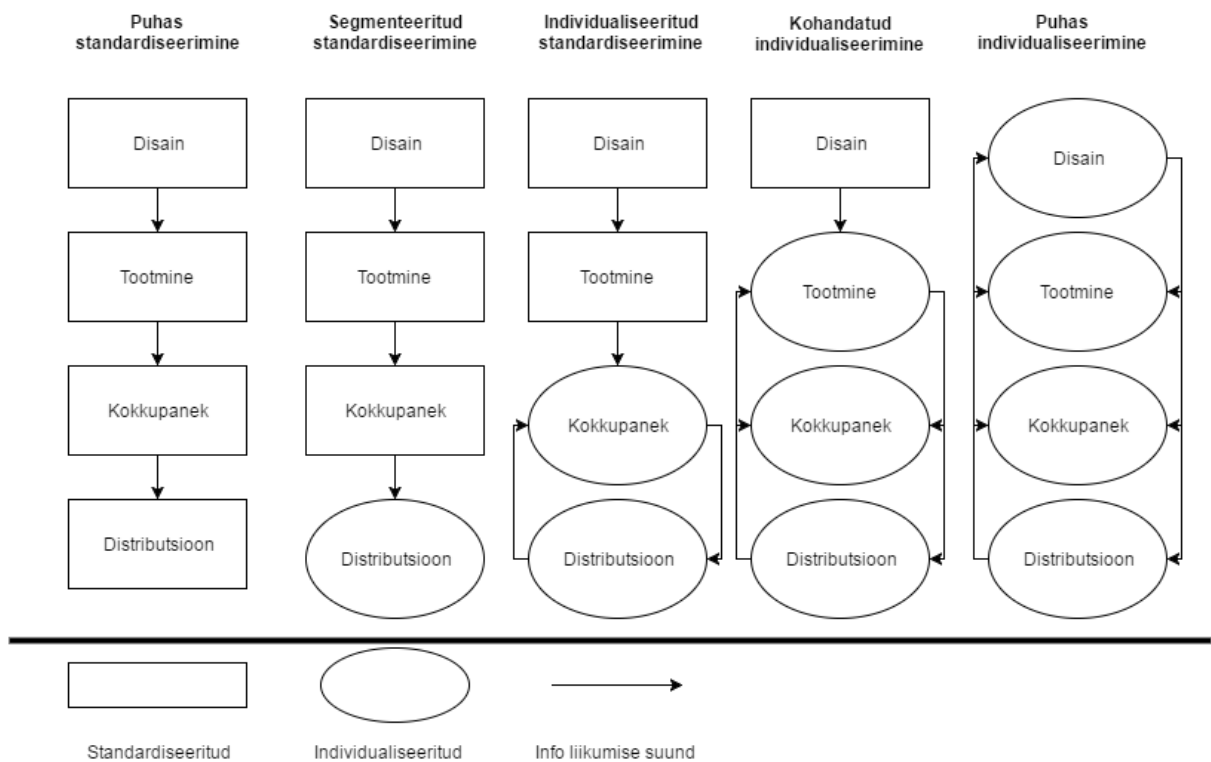 Puhas
standardiseerimine
Segmenteeritud
standardiseerimine
Individualiseeritud
standardiseerimine
Kohandatud
individualiseerimine
Puhas
individualiseerimine
Disain
Disain
Disain
Disain
Disain
Tootmine
Tootmine
Tootmine
Tootmine
Tootmine
Kokkupanek
Kokkupanek
Kokkupanek
Kokkupanek
Kokkupanek
Distributsioon
Distributsioon
Distributsioon
Distributsioon
Distributsioon
Standardiseeritud
Individualiseeritud
Info liikumise suund